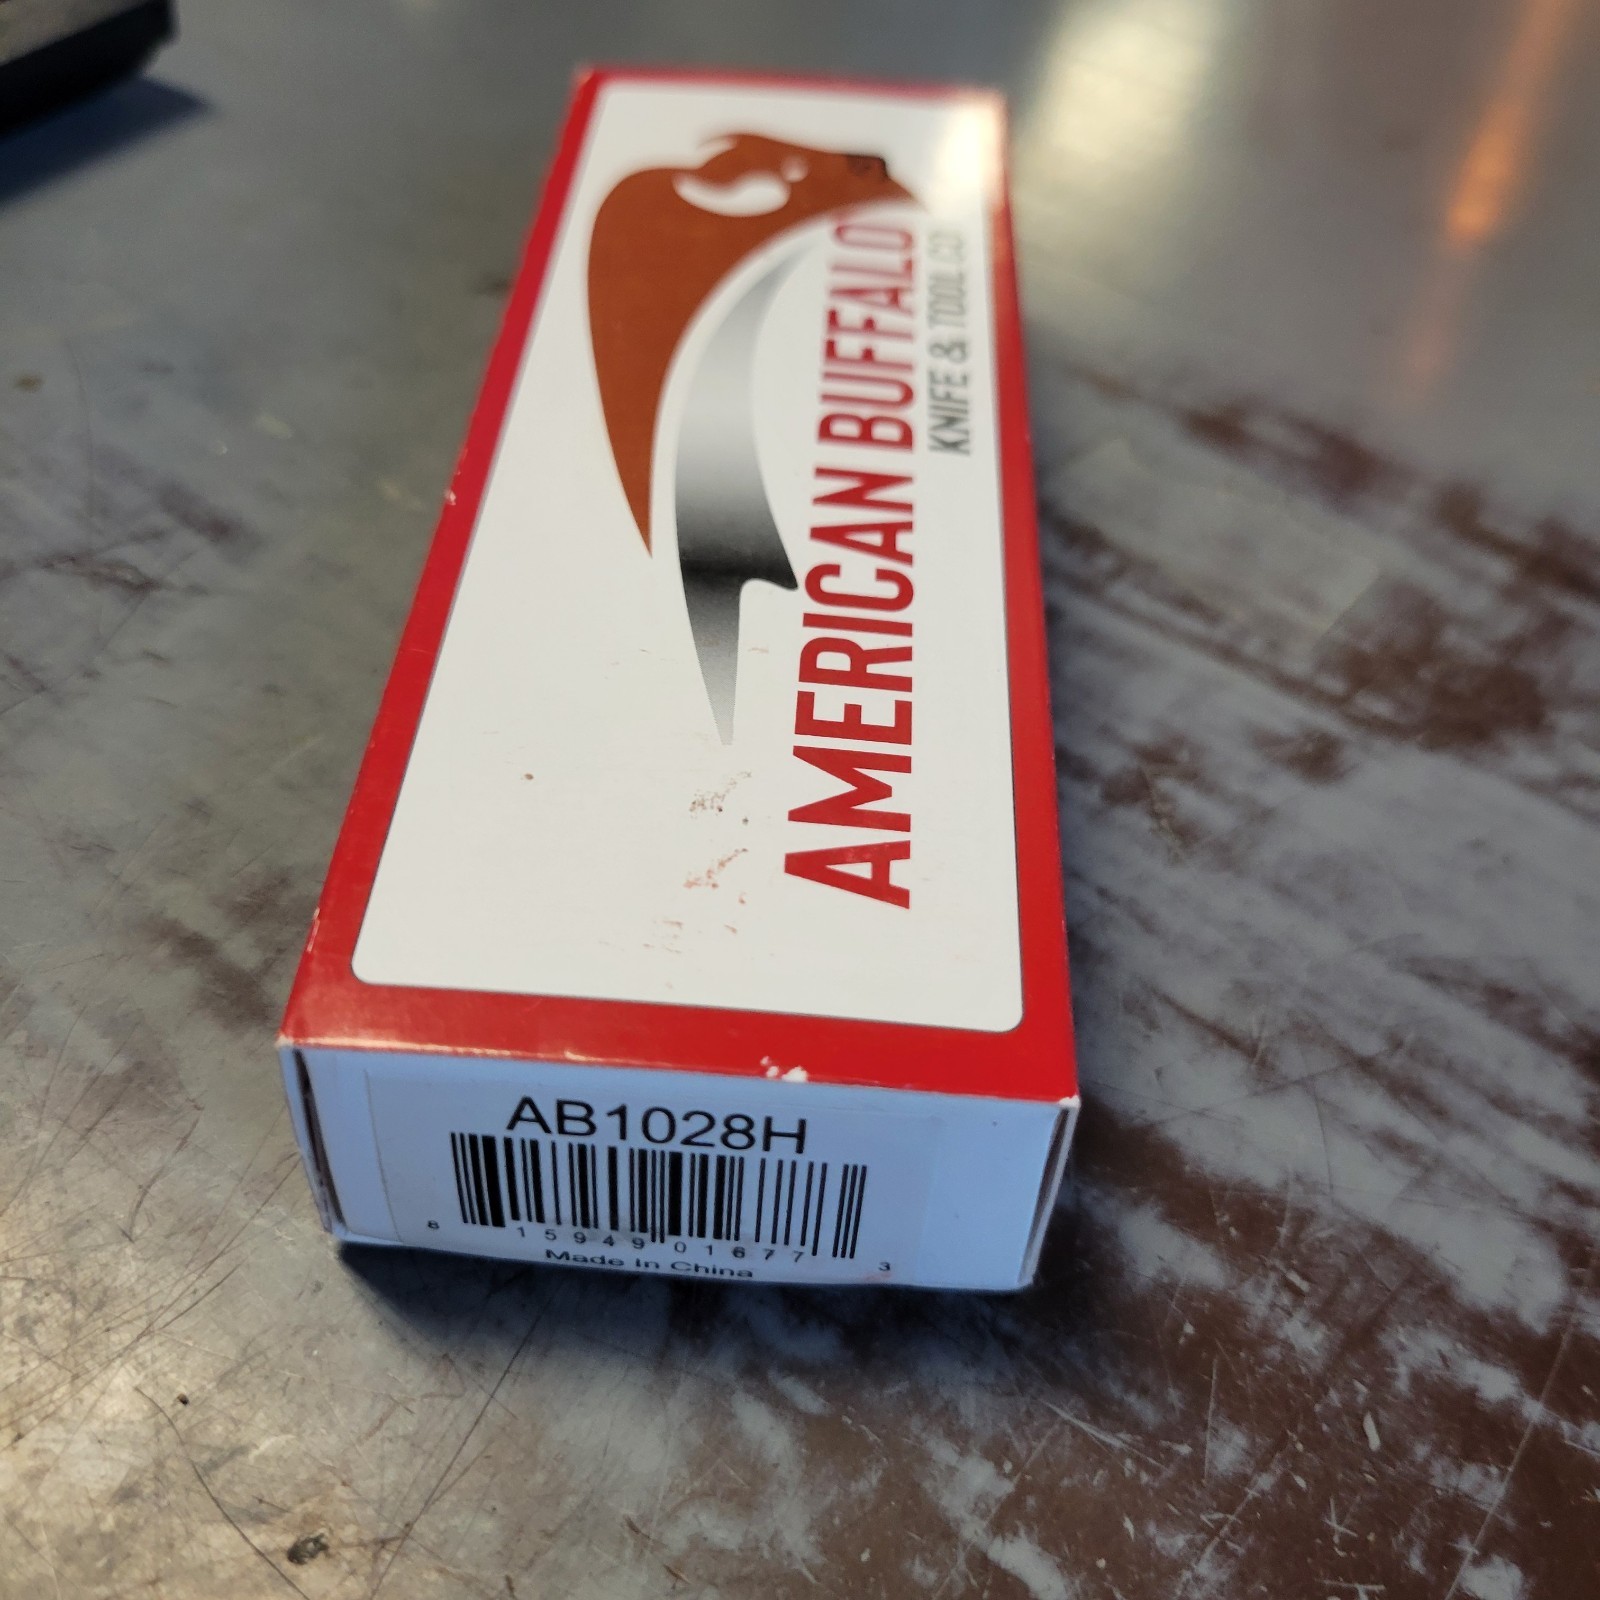 AMERICAN BUFFALO
KNIFE & TOOL CO
AB1028H
8 15949 01677 3
Made in China